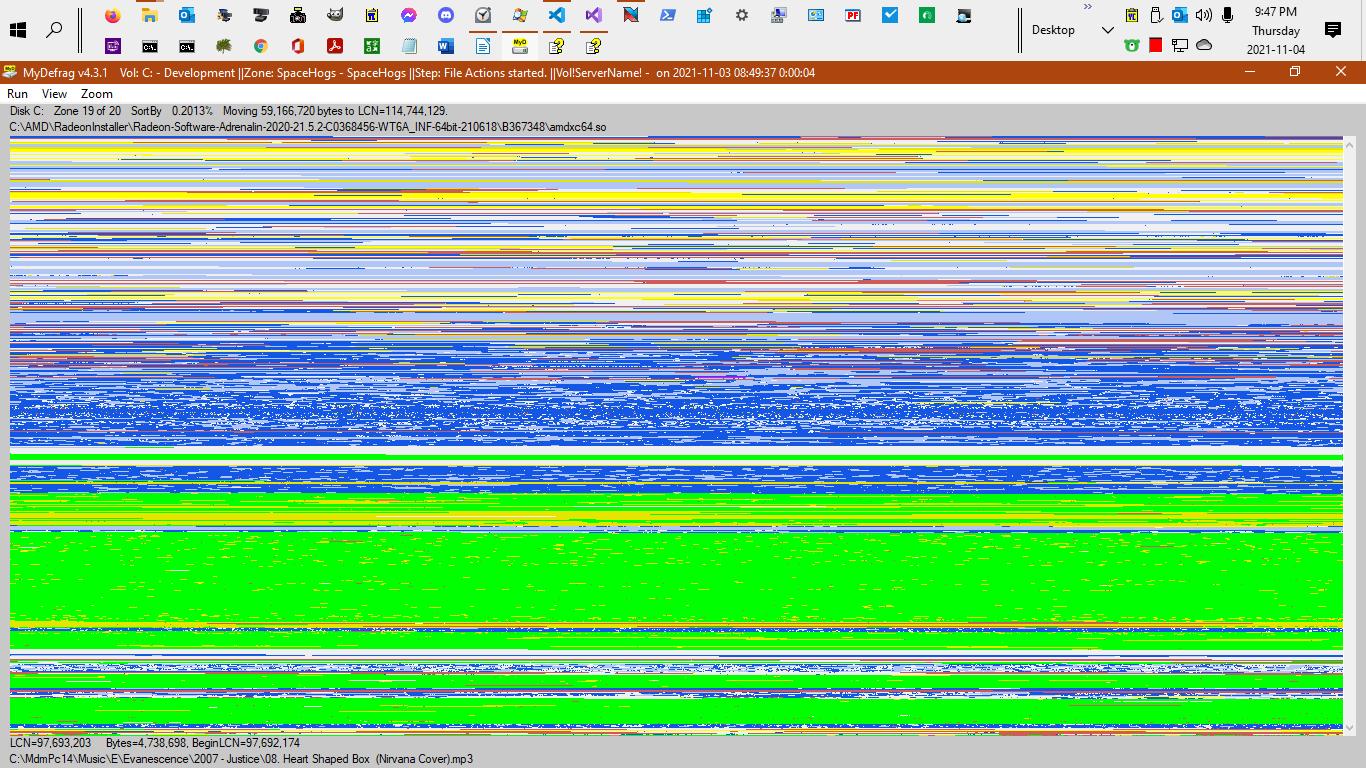 9:47 PM
Desktop
Thursday
2021-11-04
MyDefrag v4.3.1 Vol: C: - Development ||Zone: SpaceHogs - SpaceHogs ||Step: File Actions started. ||Vol!ServerName! - on 2021-11-03 08:49:37 0:00:04
Run View Zoom
Disk C: Zone 19 of 20 SortBy 0.2013% Moving 59,166,720 bytes to LCN=114,744,129.
C:\AMD\RadeonInstaller\Radeon-Software-Adrenalin-2020-21.5.2-C0368456-WT6A_INF-64bit-210618\B367348\amdxc64.so
LCN=97,693,203 Bytes=4,738,698, BeginLCN=97,692,174
C:\MdmPc14\Music\E\Evanescence\2007 - Justice\08. Heart Shaped Box (Nirvana Cover).mp3